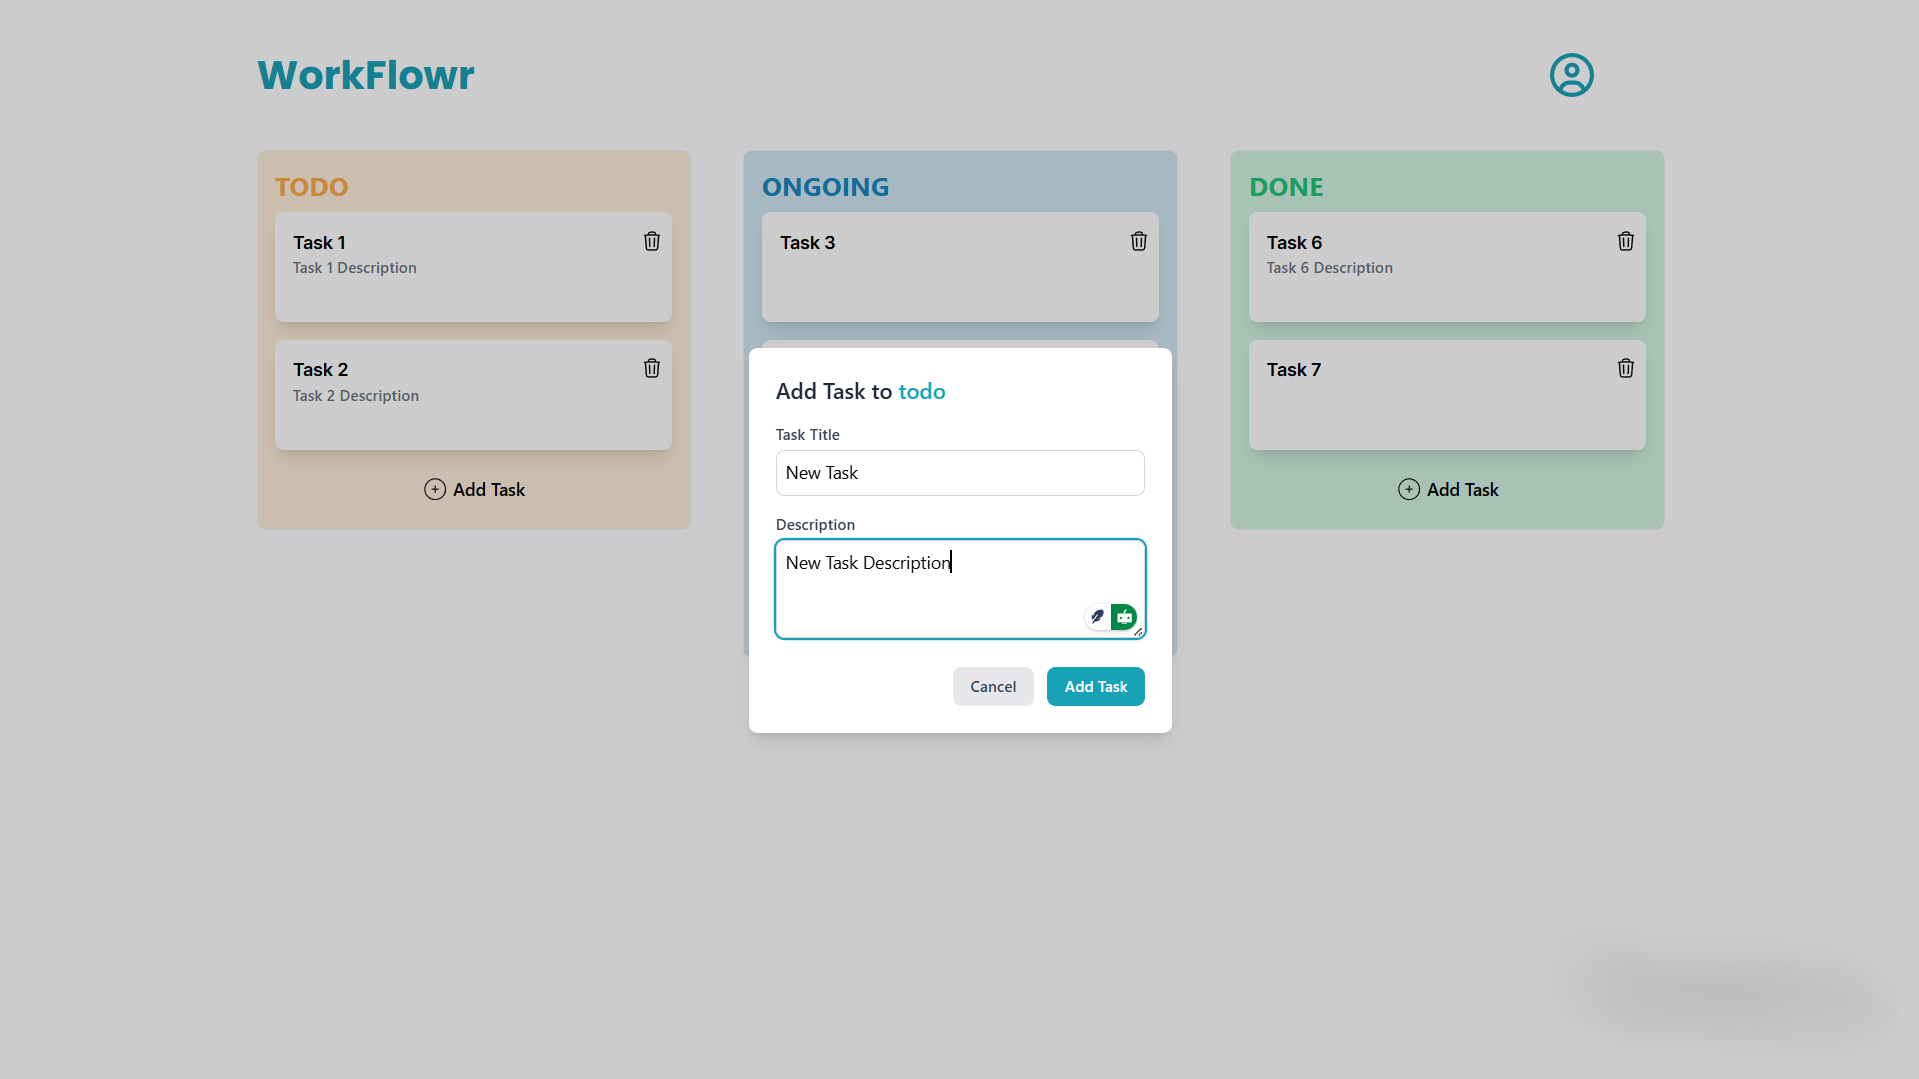 WorkFlowr
TODO
Task 1
Task 1 Description
Task 2
Task 2 Description
Add Task
ONGOING
Task 3
DONE
Task 6
Task 6 Description
Task 7
Add Task
Add Task to todo
Task Title
New Task
Description
New Task Description
Cancel
Add Task